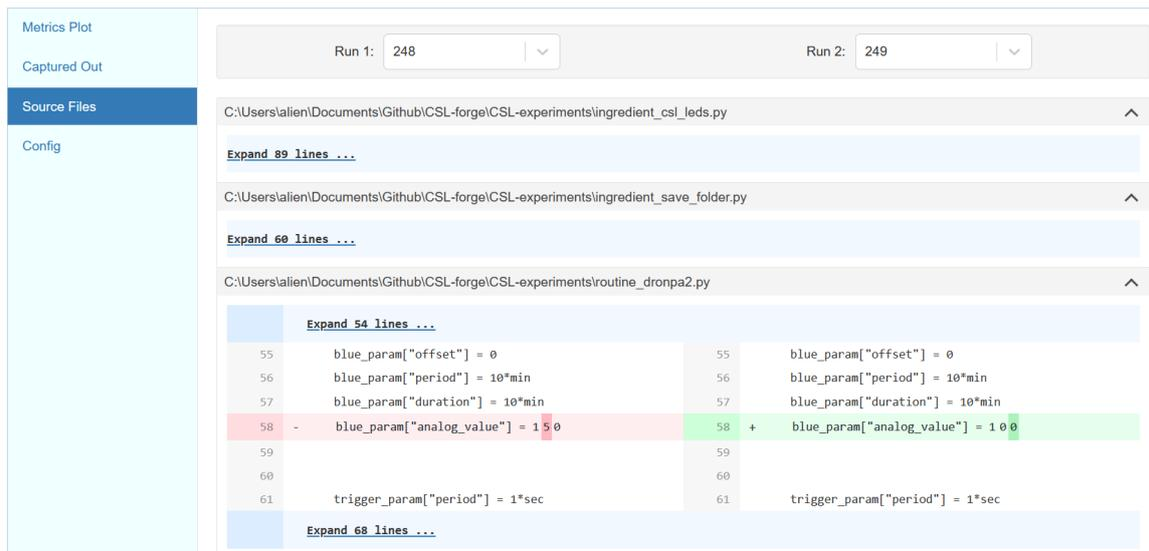 Metrics Plot
Captured Out
Source Files
Config
Run 1: 248
Run 2: 249
C:\Users\alien\Documents\Github\CSL-forge\CSL-experiments\ingredient_csl_leds.py
Expand 89 lines ...
C:\Users\alien\Documents\Github\CSL-forge\CSL-experiments\ingredient_save_folder.py
Expand 60 lines ...
C:\Users\alien\Documents\Github\CSL-forge\CSL-experiments\routine_dronpa2.py
Expand 54 lines ...
55 blue_param["offset"] = 0 55 blue_param["offset"] = 0
56 blue_param["period"] = 10*min 56 blue_param["period"] = 10*min
57 blue_param["duration"] = 10*min 57 blue_param["duration"] = 10*min
58 - blue_param["analog_value"] = 150 58 + blue_param["analog_value"] = 100
59 59
60 60
61 trigger_param["period"] = 1*sec 61 trigger_param["period"] = 1*sec
Expand 68 lines ...